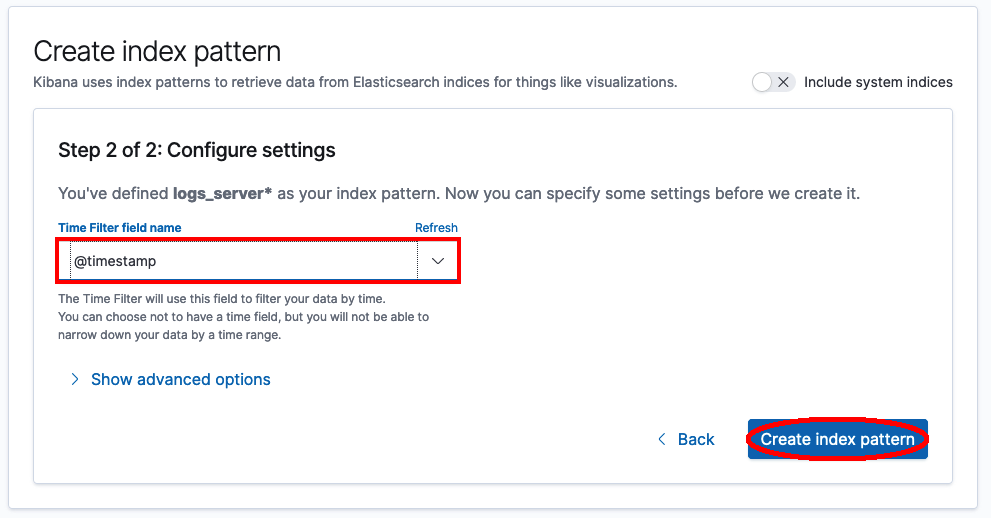 Create index pattern
Kibana uses index patterns to retrieve data from Elasticsearch indices for things like visualizations.
Include system indices
Step 2 of 2: Configure settings
You've defined logs_server* as your index pattern. Now you can specify some settings before we create it.
Time Filter field name
Refresh
@timestamp
The Time Filter will use this field to filter your data by time.
You can choose not to have a time field, but you will not be able to
narrow down your data by a time range.
Show advanced options
Back
Create index pattern